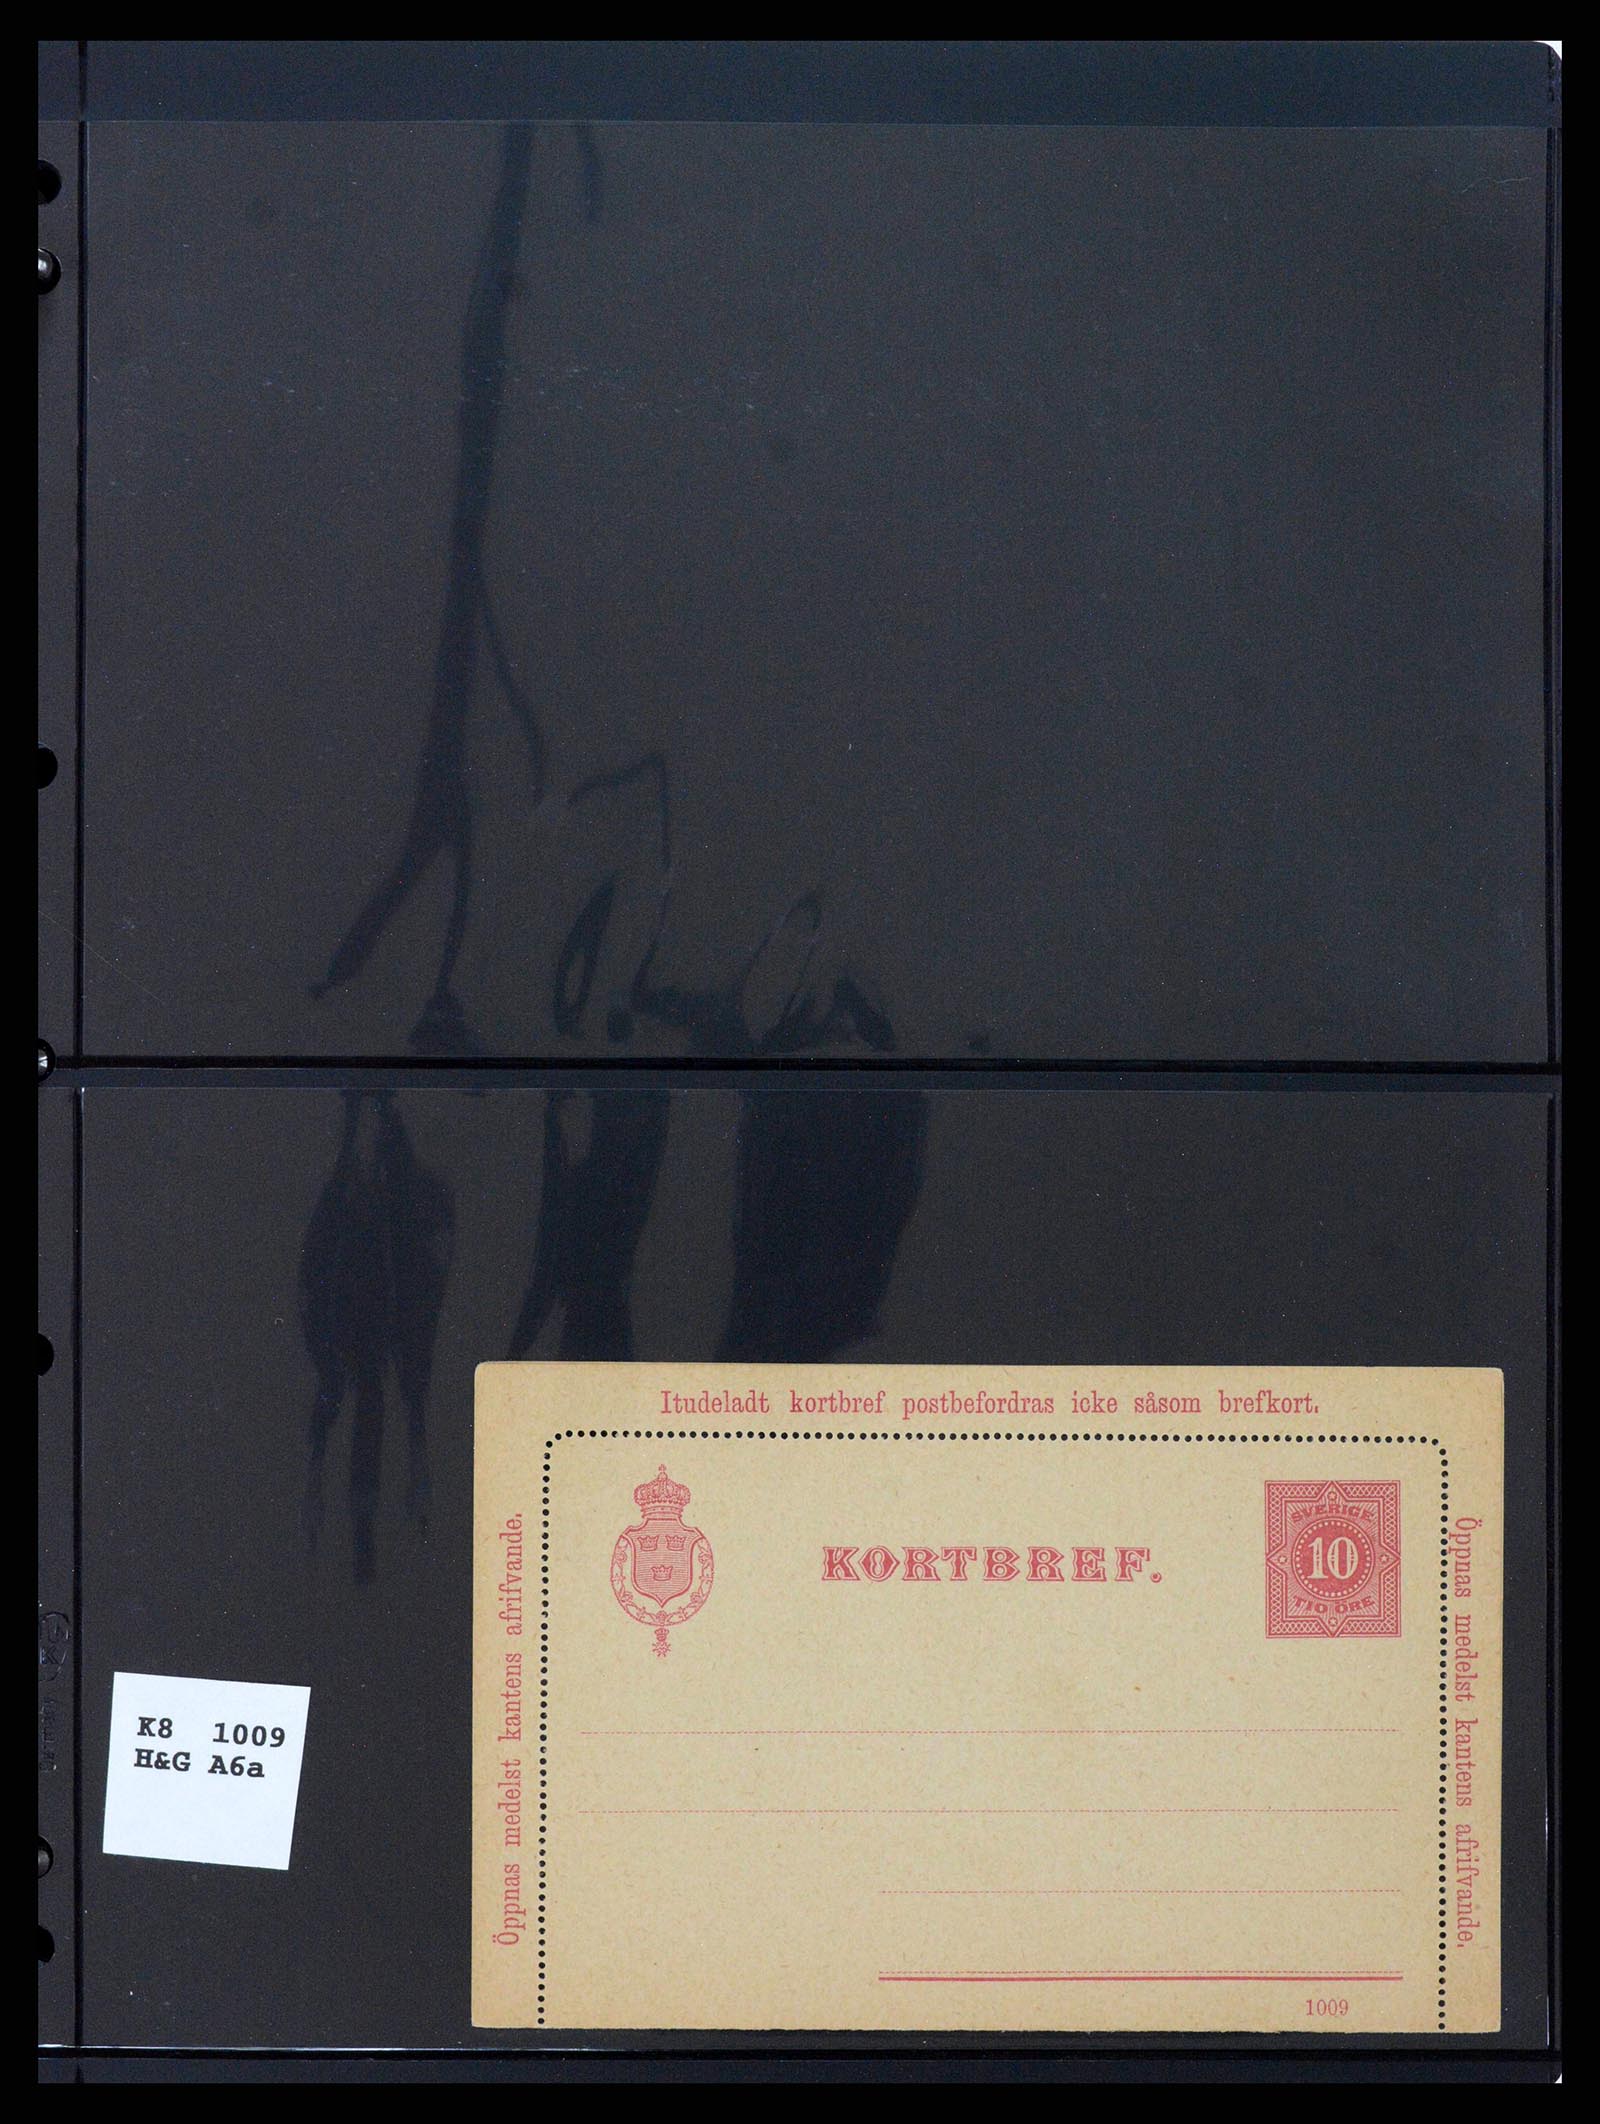 Itudeladt kortbref postbefordras icke såsom brefkort.
Öppnas medelst kantens afrifvande.
KORTBREF.
SVERIGE
10
TIO ÖRE
Öppnas medelst kantens afrifvande.
1009
K8 1009
H&G A6a